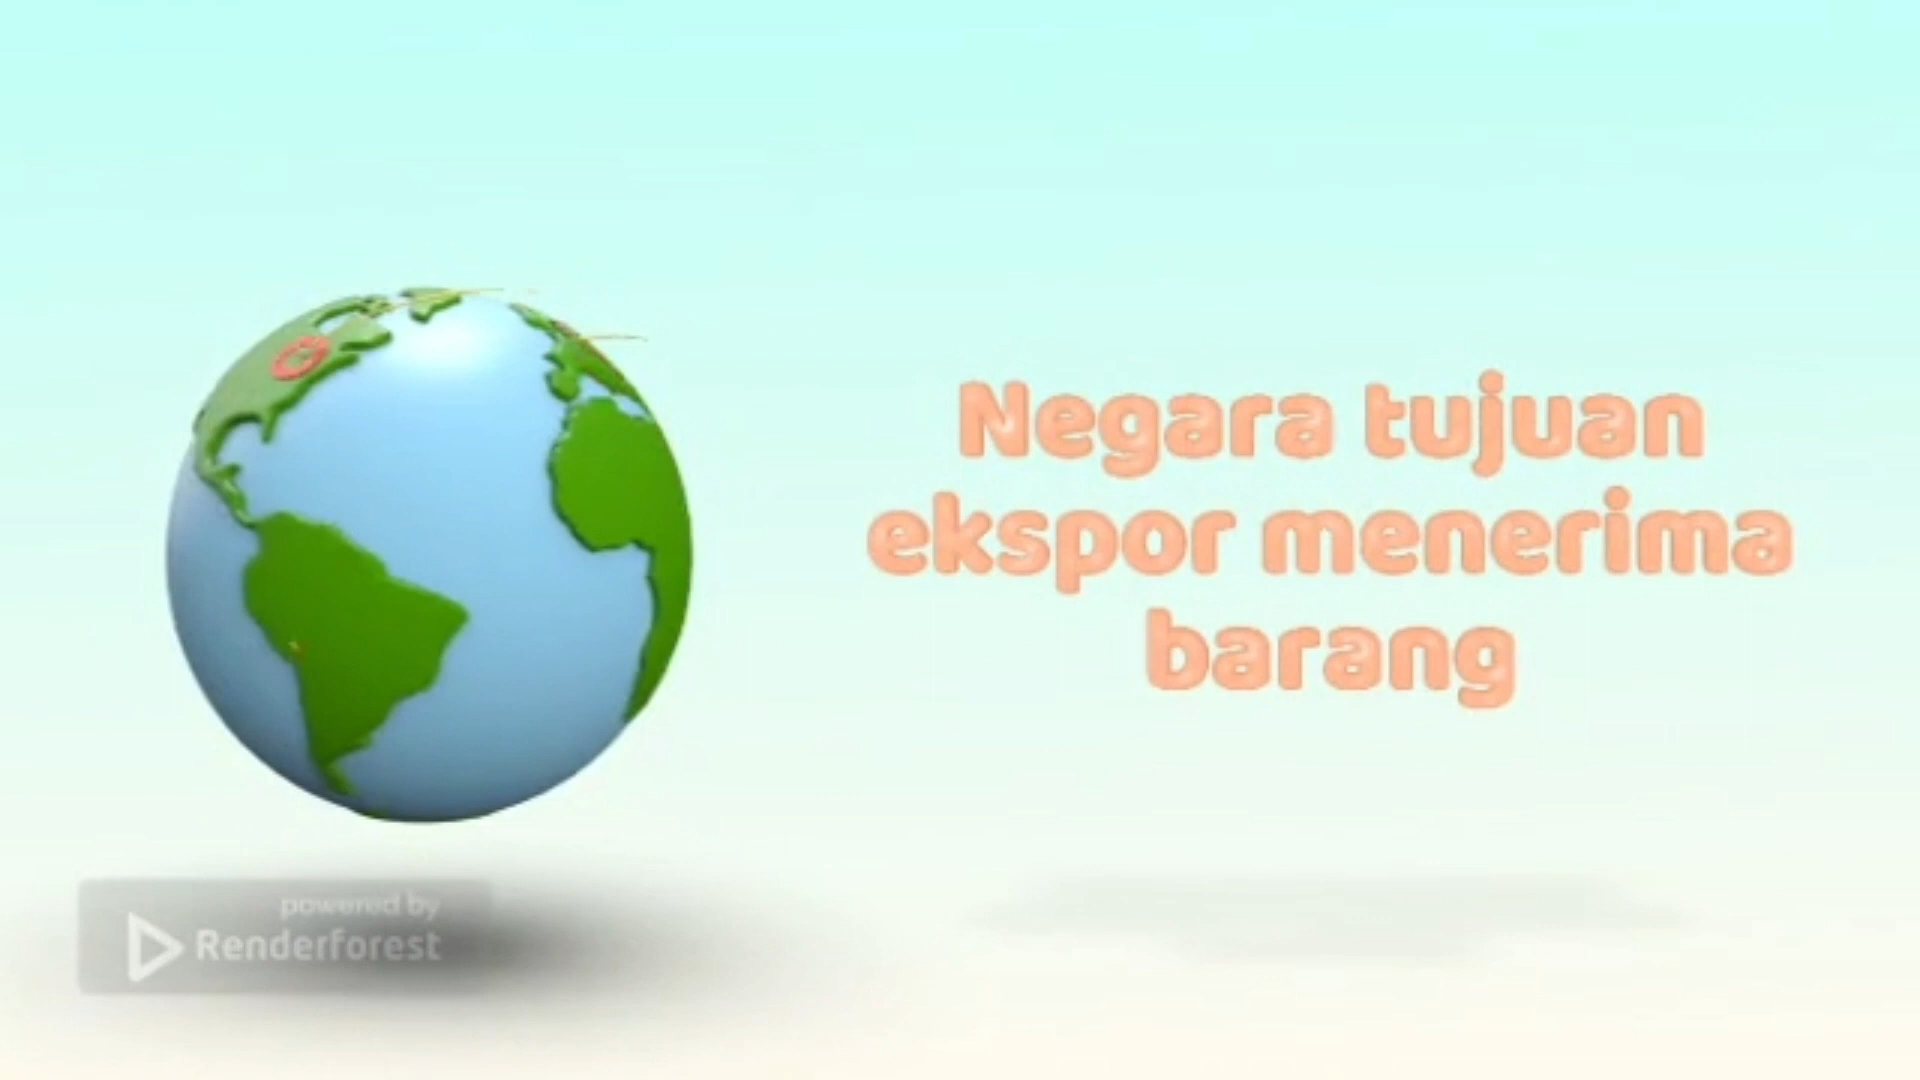 Negara tujuan
ekspor menerima
barang
powered by
Renderforest